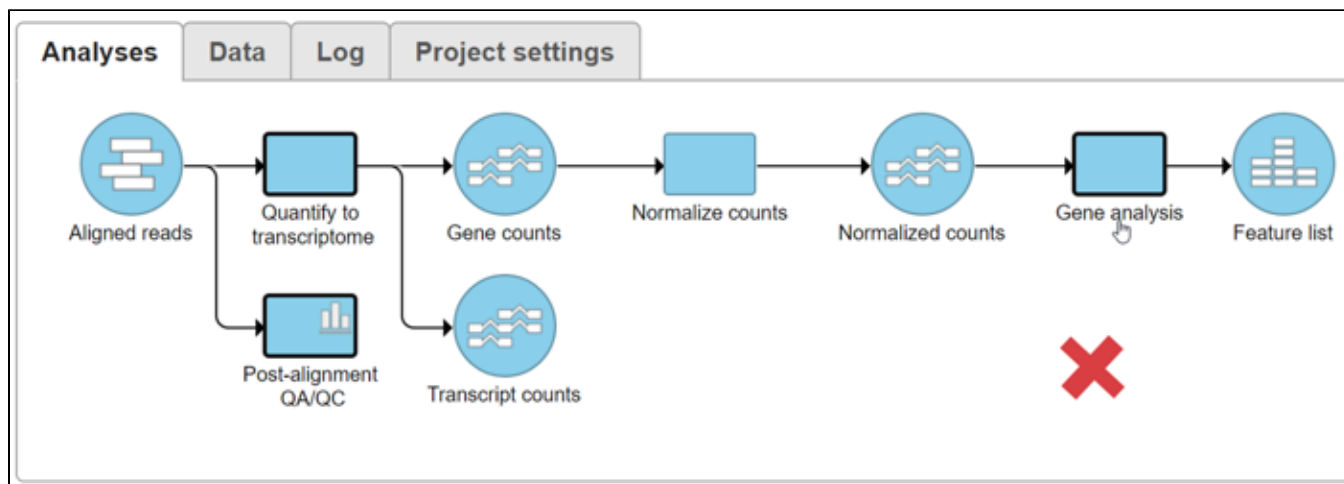 Analyses
Data
Log
Project settings
Aligned reads
Quantify to
transcriptome
Gene counts
Normalize counts
Normalized counts
Gene analysis
Feature list
Post-alignment
QA/QC
Transcript counts